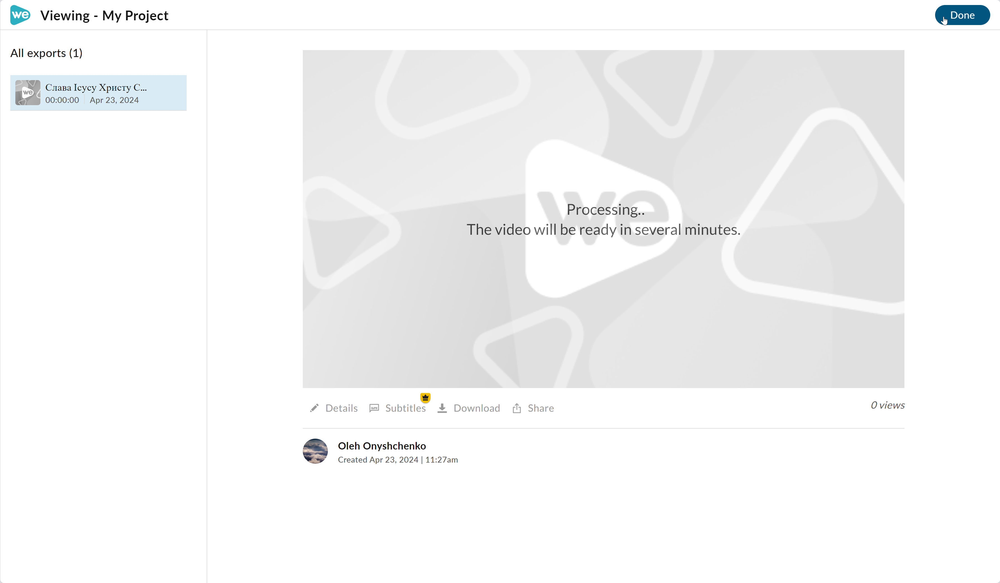 we Viewing - My Project
Done
All exports (1)
we
Слава Ісусу Христу С...
00:00:00 Apr 23, 2024
we
Processing..
The video will be ready in several minutes.
Details Subtitles Download Share
0 views
Oleh Onyshchenko
Created Apr 23, 2024 | 11:27am